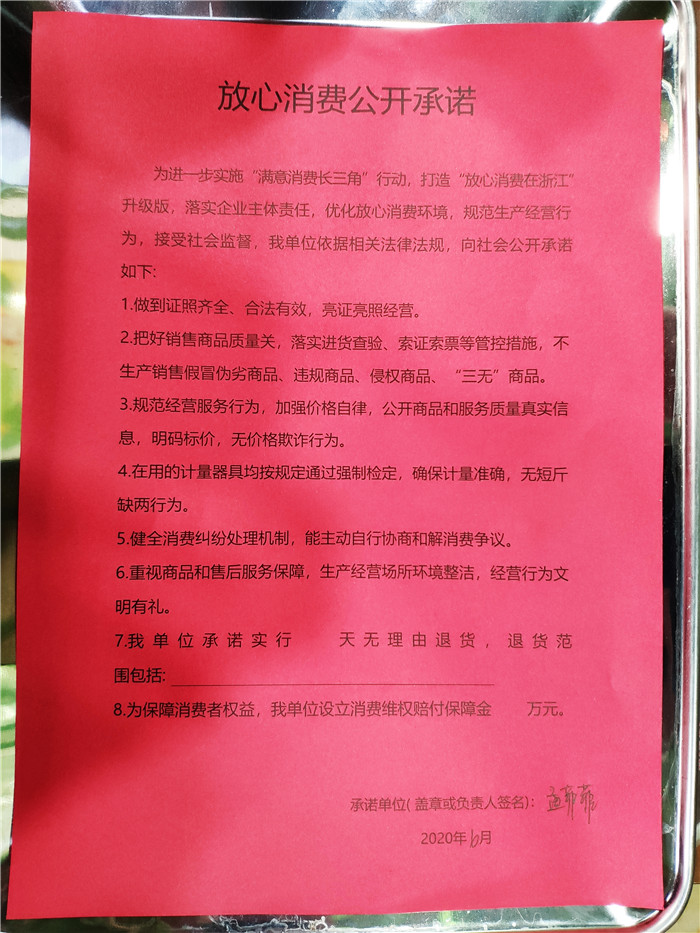 放心消费公开承诺
为进一步实施“满意消费长三角”行动，打造“放心消费在浙江”
升级版，落实企业主体责任，优化放心消费环境，规范生产经营行
为，接受社会监督，我单位依据相关法律法规，向社会公开承诺
如下:
1.做到证照齐全、合法有效，亮证亮照经营。
2.把好销售商品质量关，落实进货查验、索证索票等管控措施，不
生产销售假冒伪劣商品、违规商品、侵权商品、“三无”商品。
3.规范经营服务行为，加强价格自律，公开商品和服务质量真实信
息，明码标价，无价格欺诈行为。
4.在用的计量器具均按规定通过强制检定，确保计量准确，无短斤
缺两行为。
5.健全消费纠纷处理机制，能主动自行协商和解消费争议。
6.重视商品和售后服务保障，生产经营场所环境整洁，经营行为文
明有礼。
7.我单位承诺实行 天无理由退货，退货范
围包括:
8.为保障消费者权益，我单位设立消费维权赔付保障金 万元。
承诺单位( 盖章或负责人签名)：
2020年6月